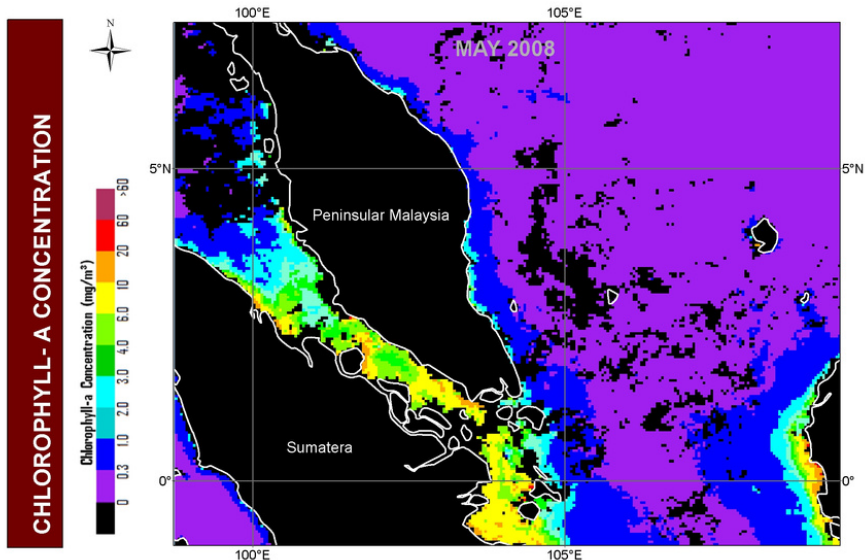 CHLOROPHYLL- A CONCENTRATION
N
Chlorophyll-a Concentration (mg/m³)
>60
60
20
10
6.0
4.0
3.0
2.0
1.0
0.3
0
100°E
105°E
MAY 2008
5°N
5°N
Peninsular Malaysia
Sumatera
0°
0°
100°E
105°E